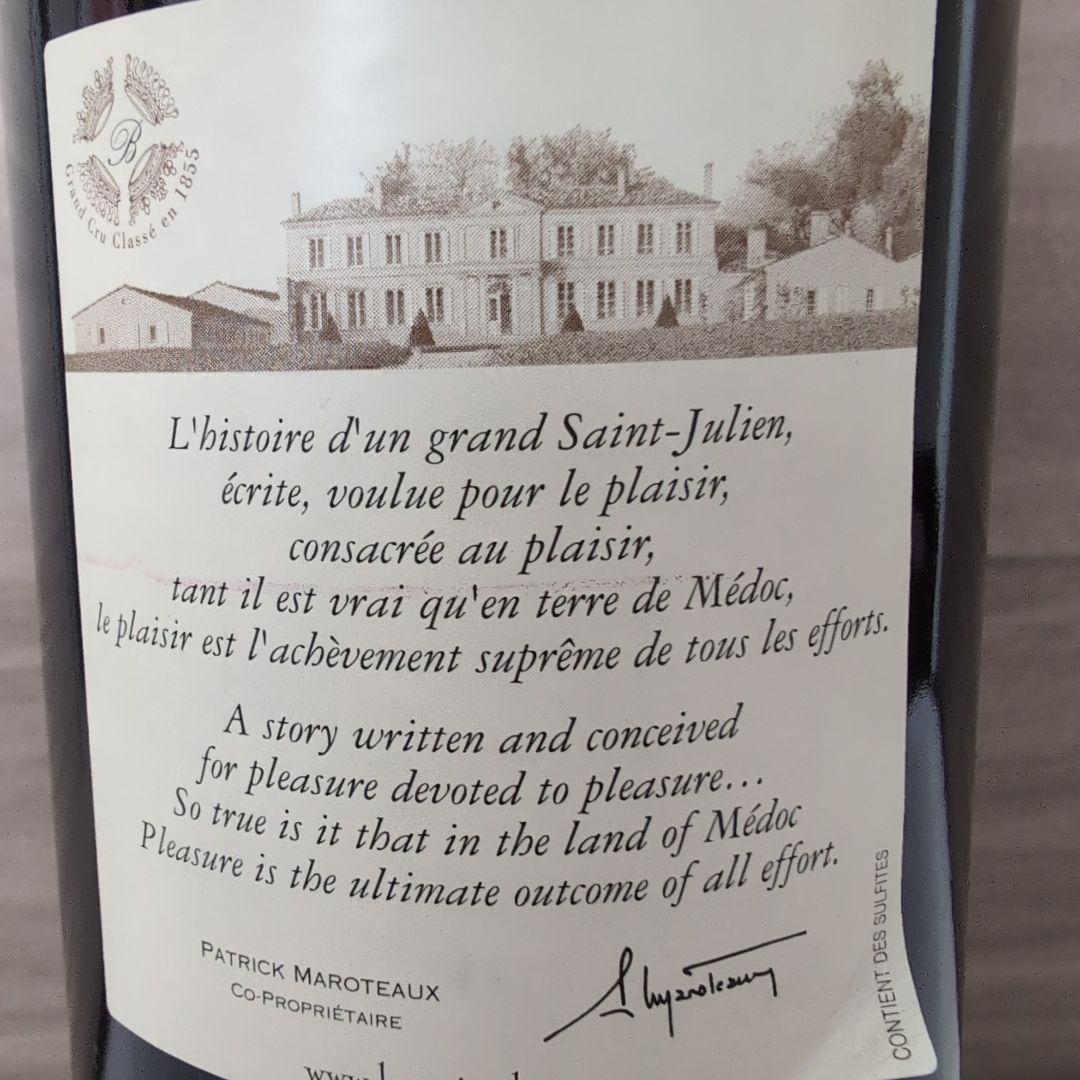 B
Grand Cru Classé en 1855
L'histoire d'un grand Saint-Julien,
écrite, voulue pour le plaisir,
consacrée au plaisir,
tant il est vrai qu'en terre de Médoc,
le plaisir est l'achèvement suprême de tous les efforts.
A story written and conceived
for pleasure devoted to pleasure...
So true is it that in the land of Médoc
Pleasure is the ultimate outcome of all effort.
PATRICK MAROTEAUX
CO-PROPRIÉTAIRE
CONTIENT DES SULFITES